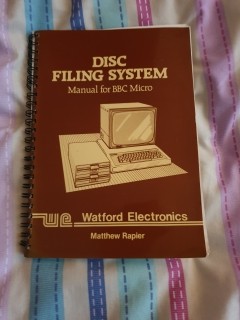 DISC
FILING SYSTEM
Manual for BBC Micro
we Watford Electronics
Matthew Rapier